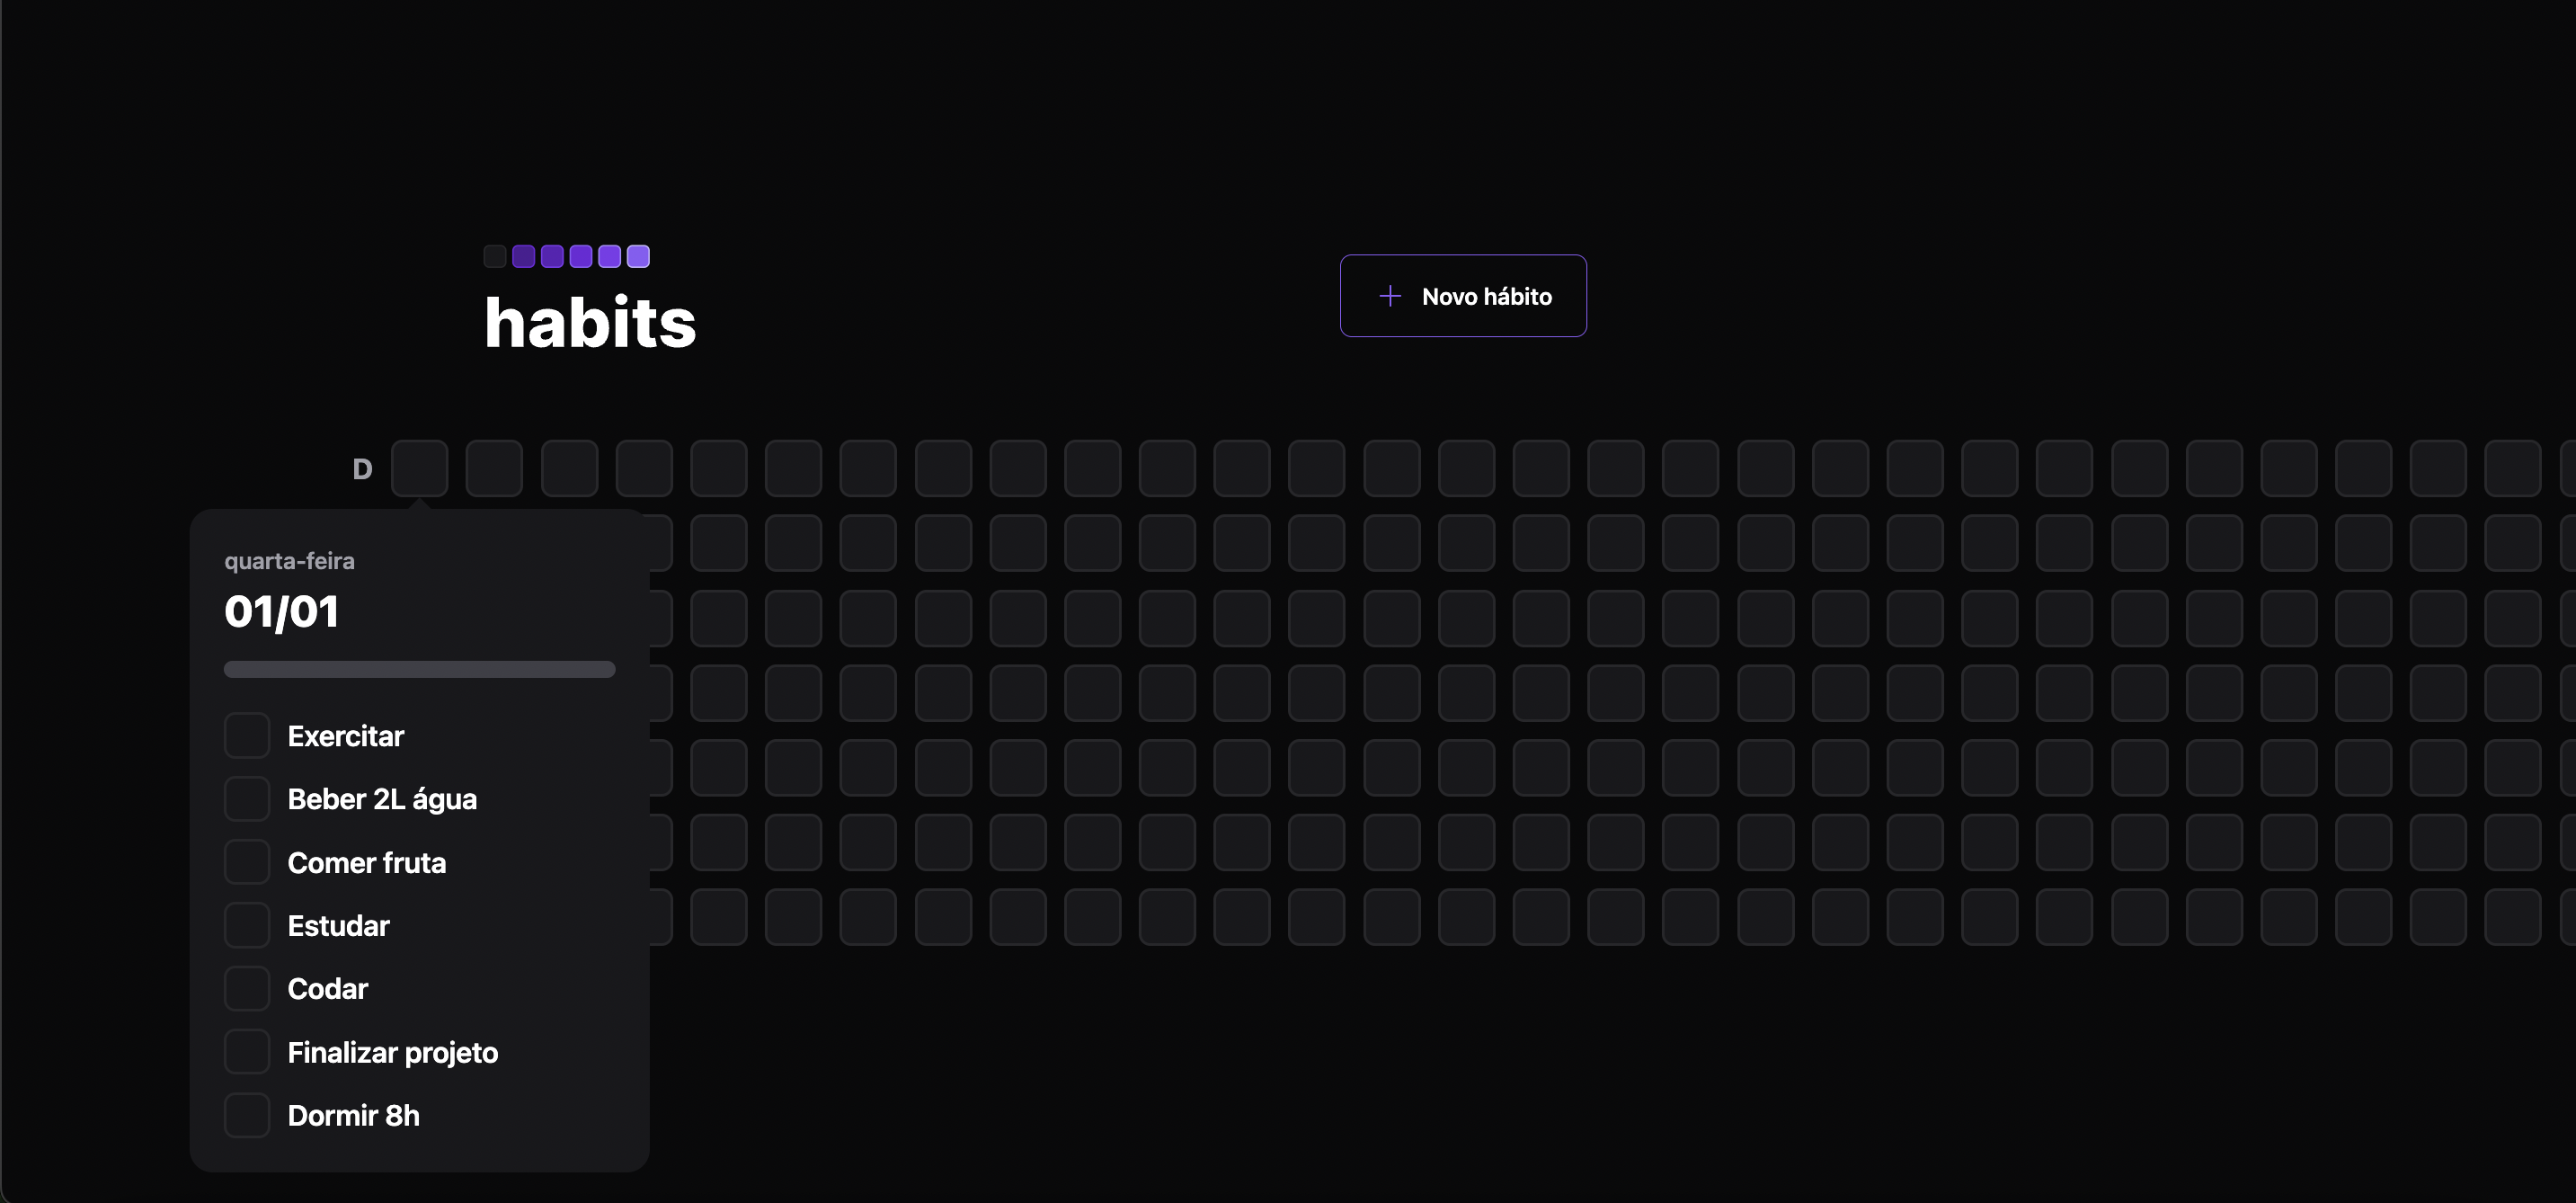 habits
Novo hábito
D
quarta-feira
01/01
Exercitar
Beber 2L água
Comer fruta
Estudar
Codar
Finalizar projeto
Dormir 8h